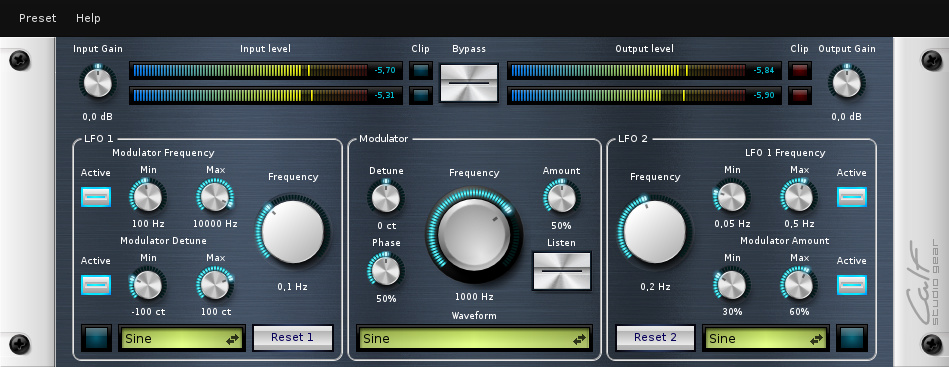 Preset Help
Input Gain Input level Clip Bypass Output level Clip Output Gain
-5,70 -5,84
-5,31 -5,90
0,0 dB 0,0 dB
LFO 1 Modulator LFO 2
Modulator Frequency LFO 1 Frequency
Active Min Max Frequency Detune Frequency Amount Frequency Min Max Active
100 Hz 10000 Hz 0 ct 50% 0,05 Hz 0,5 Hz
Modulator Detune Phase Listen Modulator Amount
Active Min Max Min Max Active
0,1 Hz 0,2 Hz
50% 1000 Hz
-100 ct 100 ct Waveform 30% 60%
Sine Reset 1 Sine Reset 2 Sine
Calf
studio gear